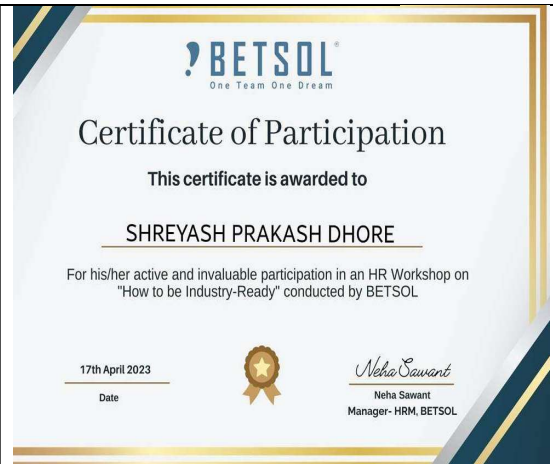 BETSOL®
One Team One Dream
Certificate of Participation
This certificate is awarded to
SHREYASH PRAKASH DHORE
For his/her active and invaluable participation in an HR Workshop on
"How to be Industry-Ready" conducted by BETSOL
17th April 2023
Date
Neha Sawant
Neha Sawant
Manager- HRM, BETSOL